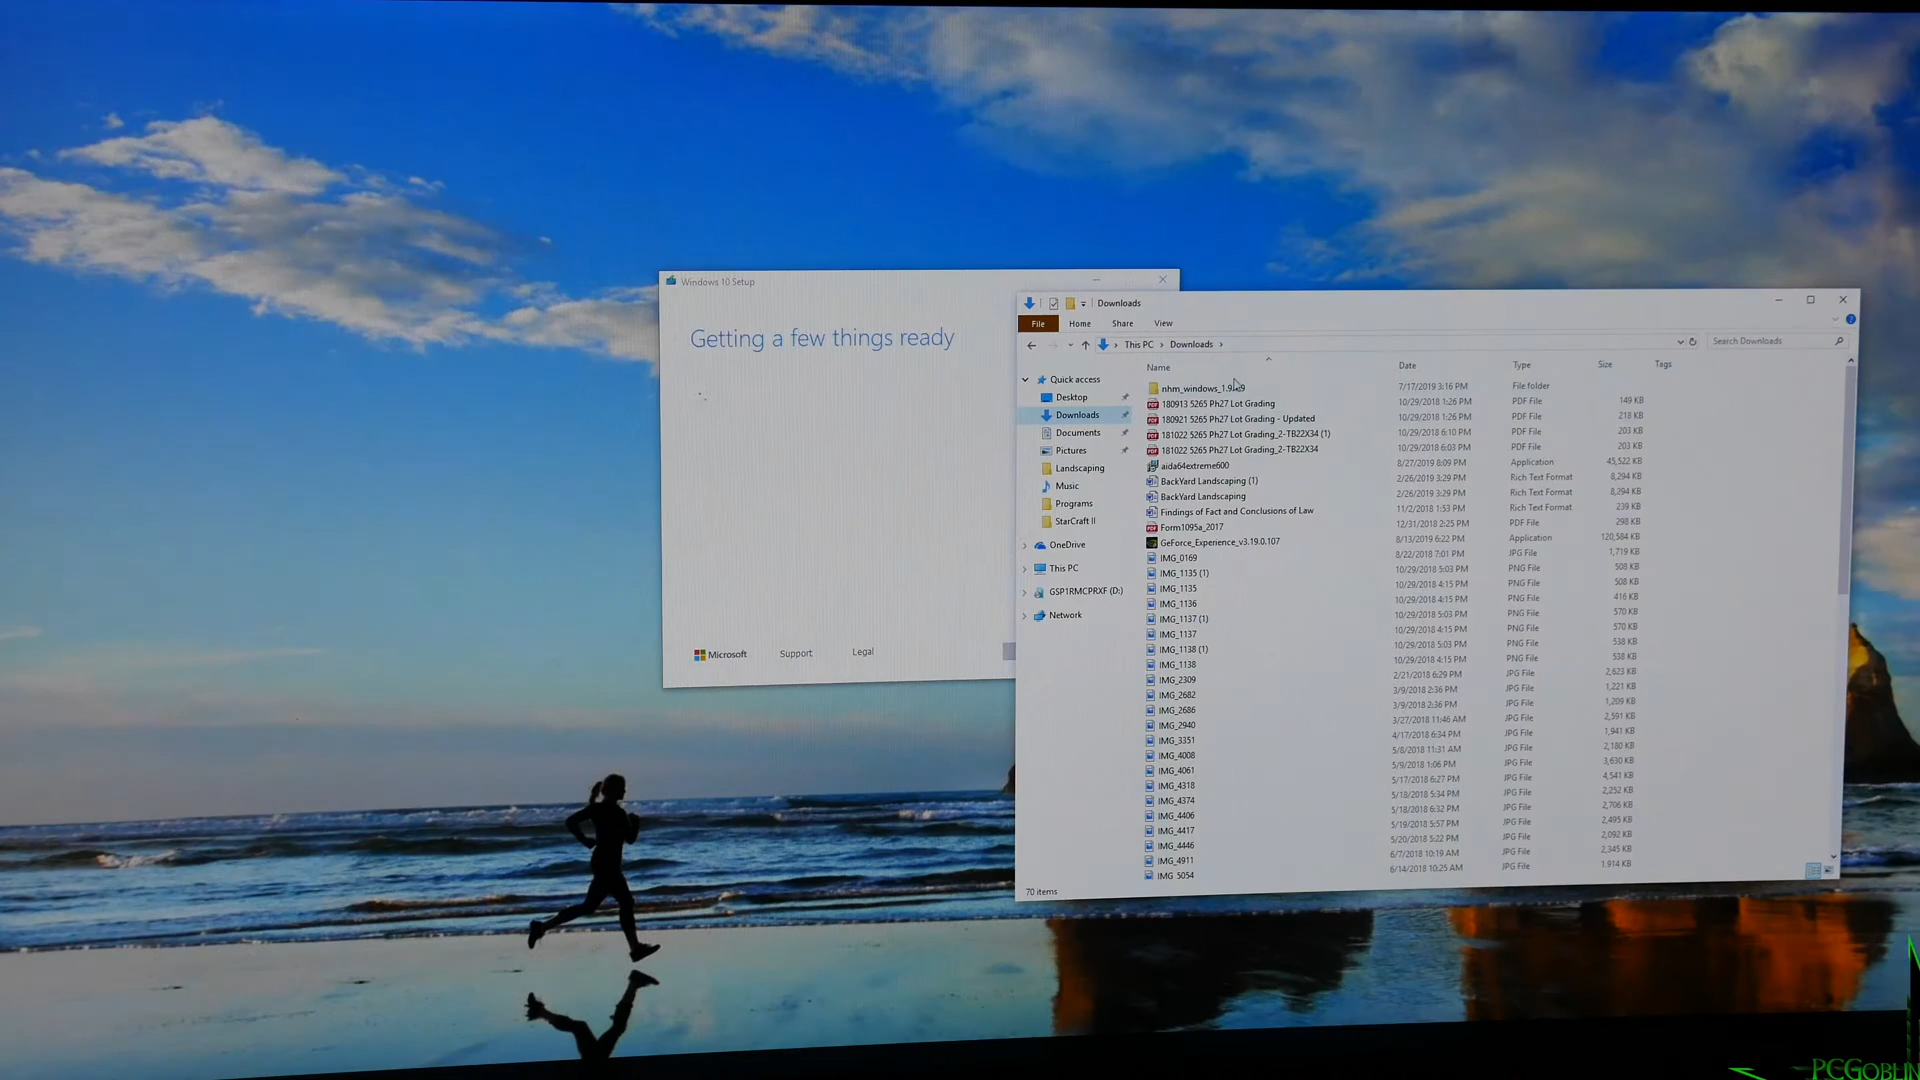 Windows 10 Setup
Getting a few things ready
Microsoft Support Legal
Downloads
File Home Share View
This PC Downloads
Search Downloads
Quick access
Desktop
Downloads
Documents
Pictures
Landscaping
Music
Programs
StarCraft II
OneDrive
This PC
GSP1RMCPRXF (D:)
Network
Name Date Type Size Tags
nhm_windows_1.9 7/17/2019 3:16 PM File folder
180913 5265 Ph27 Lot Grading 10/29/2018 1:26 PM PDF File 149 KB
180921 5265 Ph27 Lot Grading - Updated 10/29/2018 1:26 PM PDF File 218 KB
181022 5265 Ph27 Lot Grading_2-TB22X34 (1) 10/29/2018 6:10 PM PDF File 203 KB
181022 5265 Ph27 Lot Grading_2-TB22X34 10/29/2018 6:03 PM PDF File 203 KB
aida64extreme600 8/27/2019 8:09 PM Application 45,522 KB
BackYard Landscaping (1) 2/26/2019 3:29 PM Rich Text Format 8,294 KB
BackYard Landscaping 2/26/2019 3:29 PM Rich Text Format 8,294 KB
Findings of Fact and Conclusions of Law 11/2/2018 1:53 PM Rich Text Format 239 KB
Form1095a_2017 12/31/2018 2:25 PM PDF File 298 KB
GeForce_Experience_v3.19.0.107 8/13/2019 6:22 PM Application 120,584 KB
IMG_0169 8/22/2018 7:01 PM JPG File 1,719 KB
IMG_1135 (1) 10/29/2018 5:03 PM PNG File 508 KB
IMG_1135 10/29/2018 4:15 PM PNG File 508 KB
IMG_1136 10/29/2018 4:15 PM PNG File 416 KB
IMG_1137 (1) 10/29/2018 5:03 PM PNG File 570 KB
IMG_1137 10/29/2018 4:15 PM PNG File 570 KB
IMG_1138 (1) 10/29/2018 5:03 PM PNG File 538 KB
IMG_1138 10/29/2018 4:15 PM PNG File 538 KB
IMG_2309 2/21/2018 6:29 PM JPG File 2,623 KB
IMG_2682 3/9/2018 2:36 PM JPG File 1,221 KB
IMG_2686 3/9/2018 2:36 PM JPG File 1,209 KB
IMG_2940 3/27/2018 11:46 AM JPG File 2,591 KB
IMG_3351 4/17/2018 6:34 PM JPG File 1,941 KB
IMG_4008 5/8/2018 11:31 AM JPG File 2,180 KB
IMG_4061 5/9/2018 1:06 PM JPG File 3,630 KB
IMG_4318 5/17/2018 6:27 PM JPG File 4,541 KB
IMG_4374 5/18/2018 5:34 PM JPG File 2,252 KB
IMG_4406 5/18/2018 6:32 PM JPG File 2,706 KB
IMG_4417 5/19/2018 5:57 PM JPG File 2,495 KB
IMG_4446 5/20/2018 5:22 PM JPG File 2,092 KB
IMG_4911 6/7/2018 10:19 AM JPG File 2,345 KB
IMG_5054 6/14/2018 10:25 AM JPG File 1,914 KB
70 items
PCGOBLIN